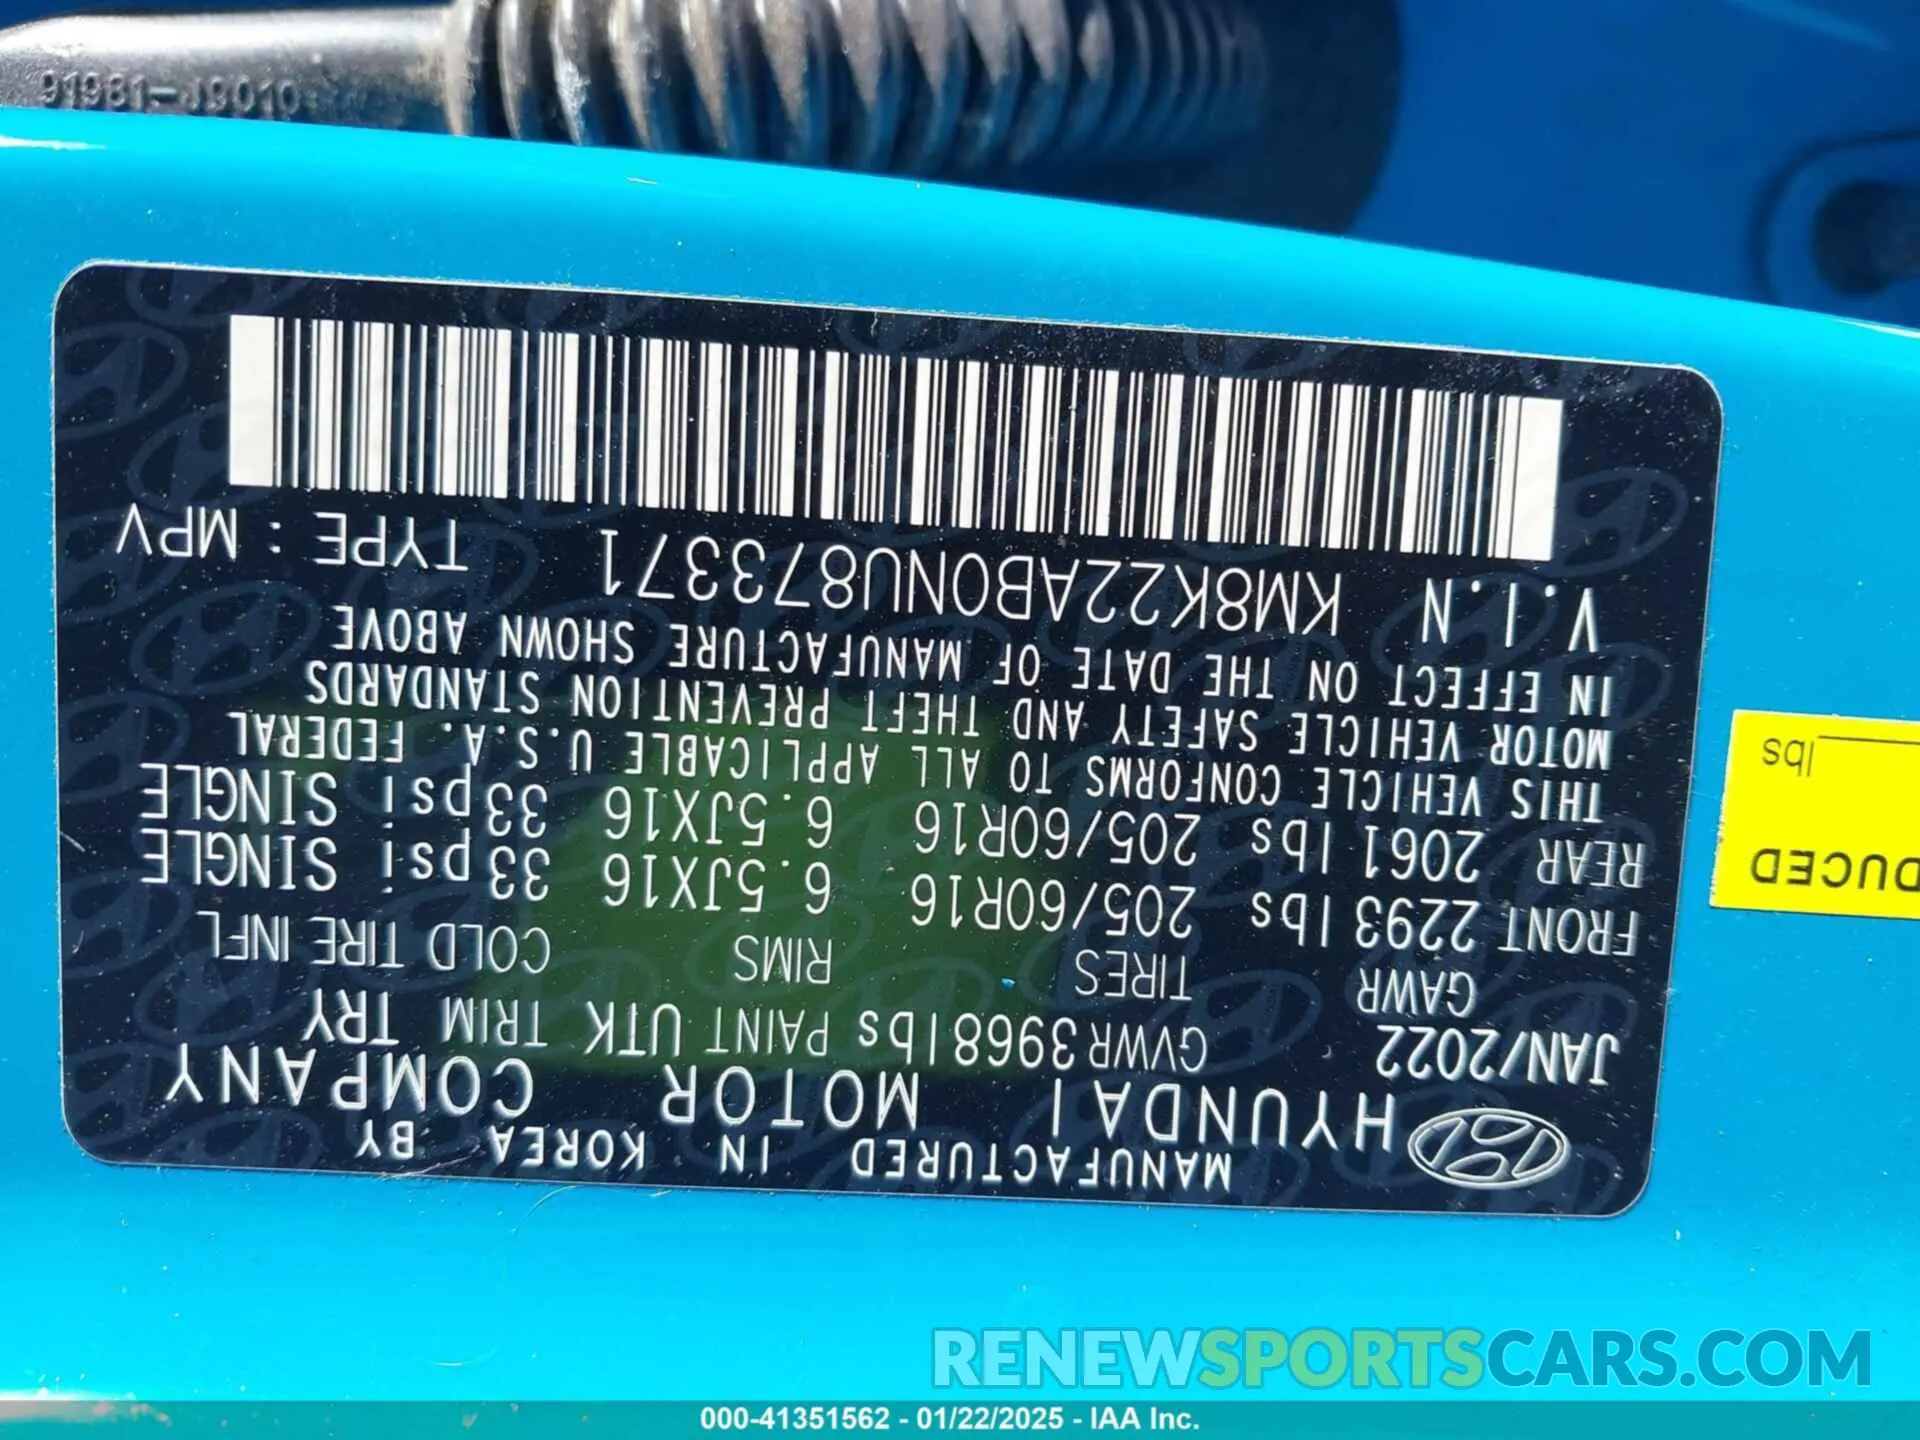 91981-J9010
MANUFACTURED IN KOREA BY
HYUNDAI MOTOR COMPANY
JAN/2022 GVWR 3968 lbs PAINT UTK TRIM TRY
GAWR TIRES RIMS COLD TIRE INFL
FRONT 2293 lbs 205/60R16 6.5JX16 33 psi SINGLE
REAR 2061 lbs 205/60R16 6.5JX16 33 psi SINGLE
THIS VEHICLE CONFORMS TO ALL APPLICABLE U.S.A. FEDERAL
MOTOR VEHICLE SAFETY AND THEFT PREVENTION STANDARDS
IN EFFECT ON THE DATE OF MANUFACTURE SHOWN ABOVE
V.I.N KM8K22AB0NU873371 TYPE : MPV
DUCED
lbs
RENEWSPORTSCARS.COM
000-41351562 - 01/22/2025 - IAA Inc.